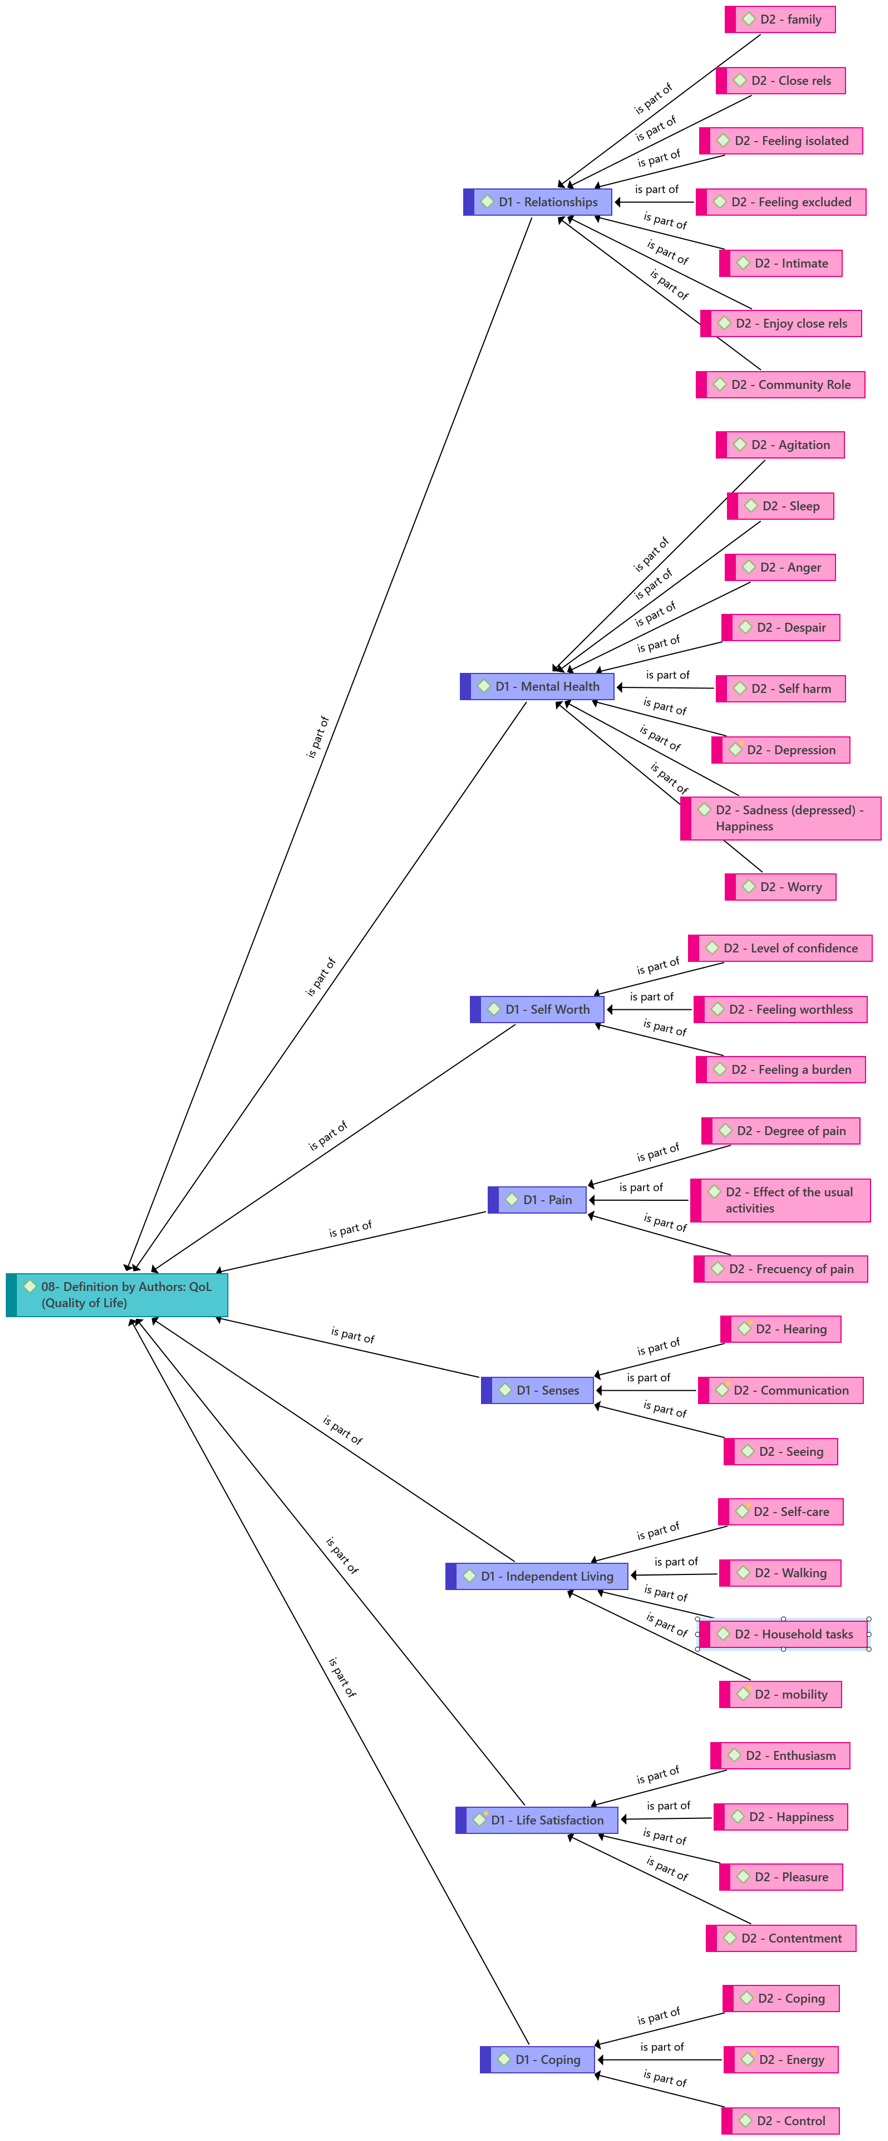 D2 - family
D2 - Close rels
is part of
is part of
D2 - Feeling isolated
is part of
D1 - Relationships
is part of
D2 - Feeling excluded
is part of
D2 - Intimate
is part of
is part of
D2 - Enjoy close rels
D2 - Community Role
D2 - Agitation
D2 - Sleep
is part of
D2 - Anger
is part of
is part of
D2 - Despair
is part of
D1 - Mental Health
is part of
D2 - Self harm
is part of
is part of
is part of
D2 - Depression
is part of
D2 - Sadness (depressed) -
Happiness
D2 - Worry
is part of
D2 - Level of confidence
is part of
D1 - Self Worth
is part of
D2 - Feeling worthless
is part of
D2 - Feeling a burden
is part of
D2 - Degree of pain
is part of
D1 - Pain
is part of
D2 - Effect of the usual
activities
is part of
is part of
D2 - Frecuency of pain
08- Definition by Authors: QoL
(Quality of Life)
is part of
D2 - Hearing
is part of
D1 - Senses
is part of
D2 - Communication
is part of
D2 - Seeing
is part of
D2 - Self-care
is part of
is part of
D1 - Independent Living
is part of
D2 - Walking
is part of
is part of
D2 - Household tasks
is part of
D2 - mobility
D2 - Enthusiasm
is part of
D1 - Life Satisfaction
is part of
D2 - Happiness
is part of
is part of
D2 - Pleasure
D2 - Contentment
D2 - Coping
is part of
D1 - Coping
is part of
D2 - Energy
is part of
D2 - Control